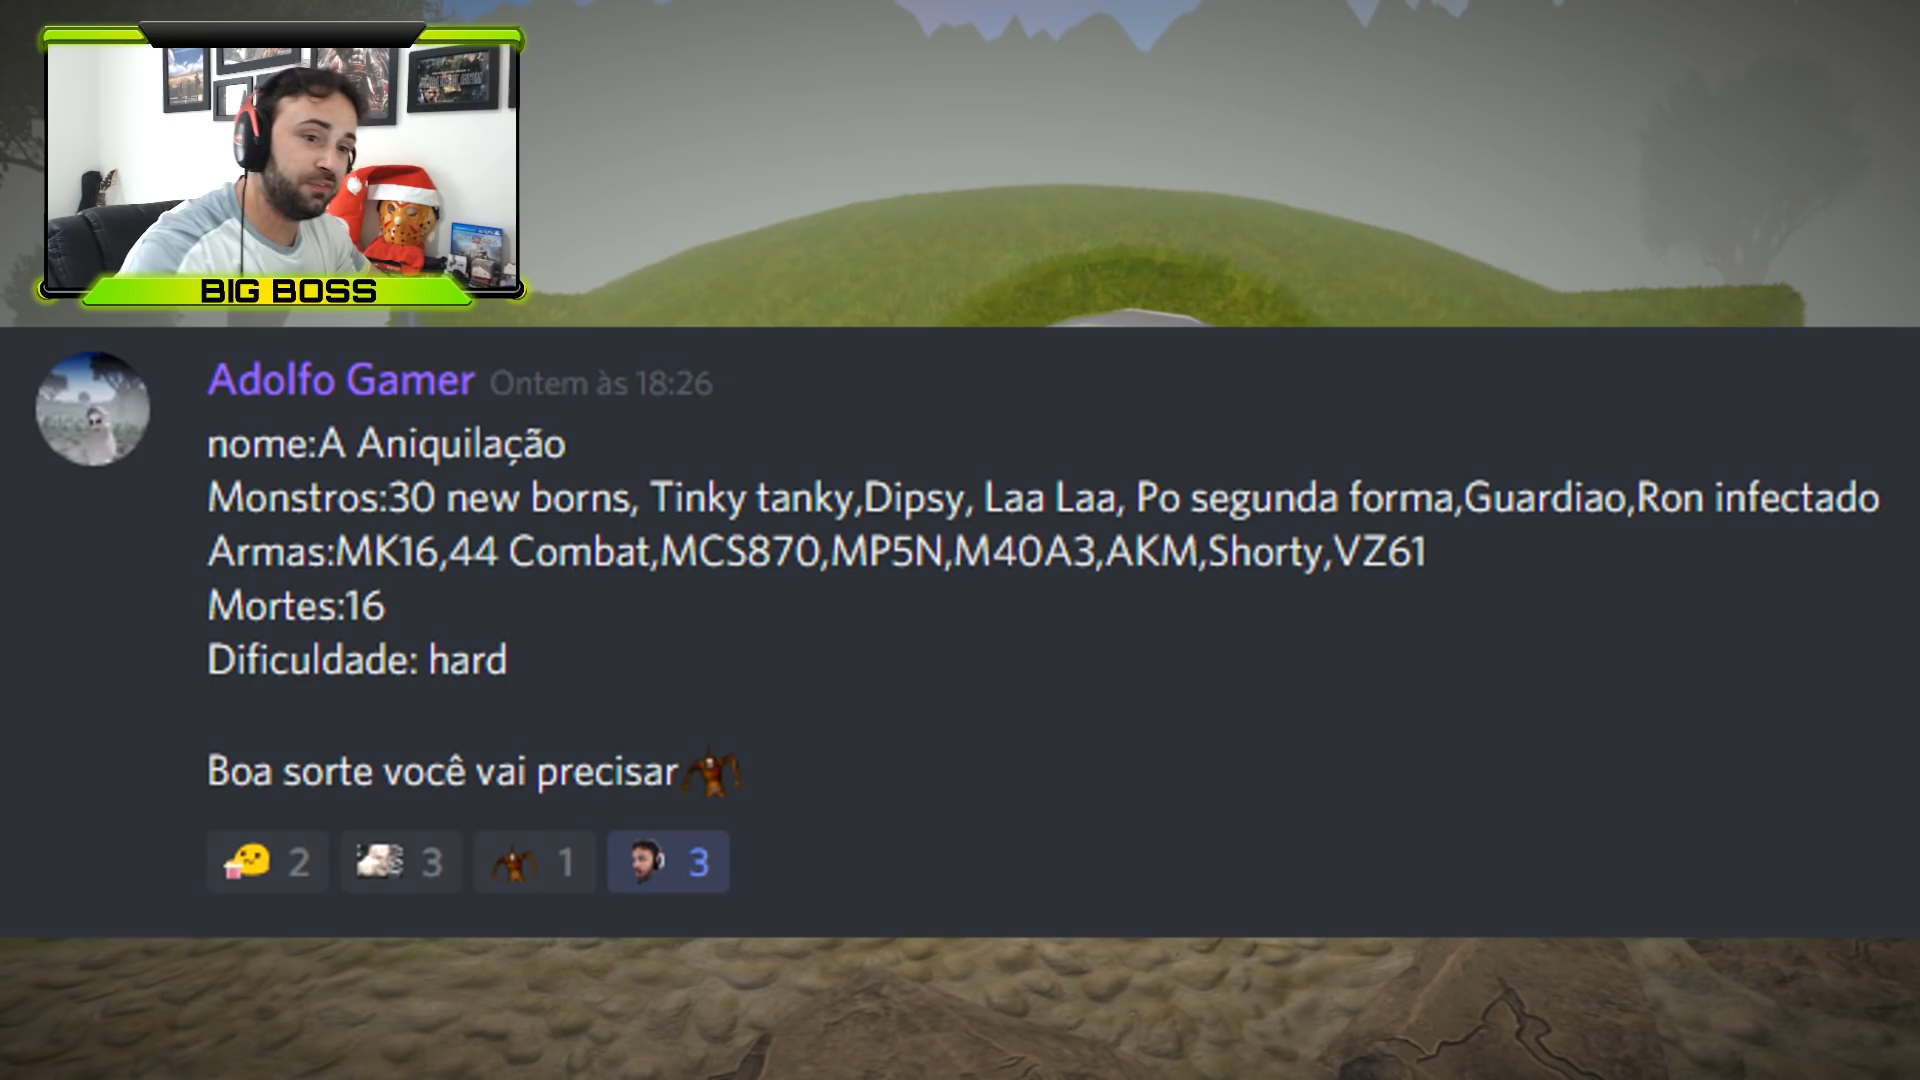 BIG BOSS
Adolfo Gamer Ontem às 18:26
nome:A Aniquilação
Monstros:30 new borns, Tinky tanky,Dipsy, Laa Laa, Po segunda forma,Guardiao,Ron infectado
Armas:MK16,44 Combat,MCS870,MP5N,M40A3,AKM,Shorty,VZ61
Mortes:16
Dificuldade: hard
Boa sorte você vai precisar
2 3 1 3